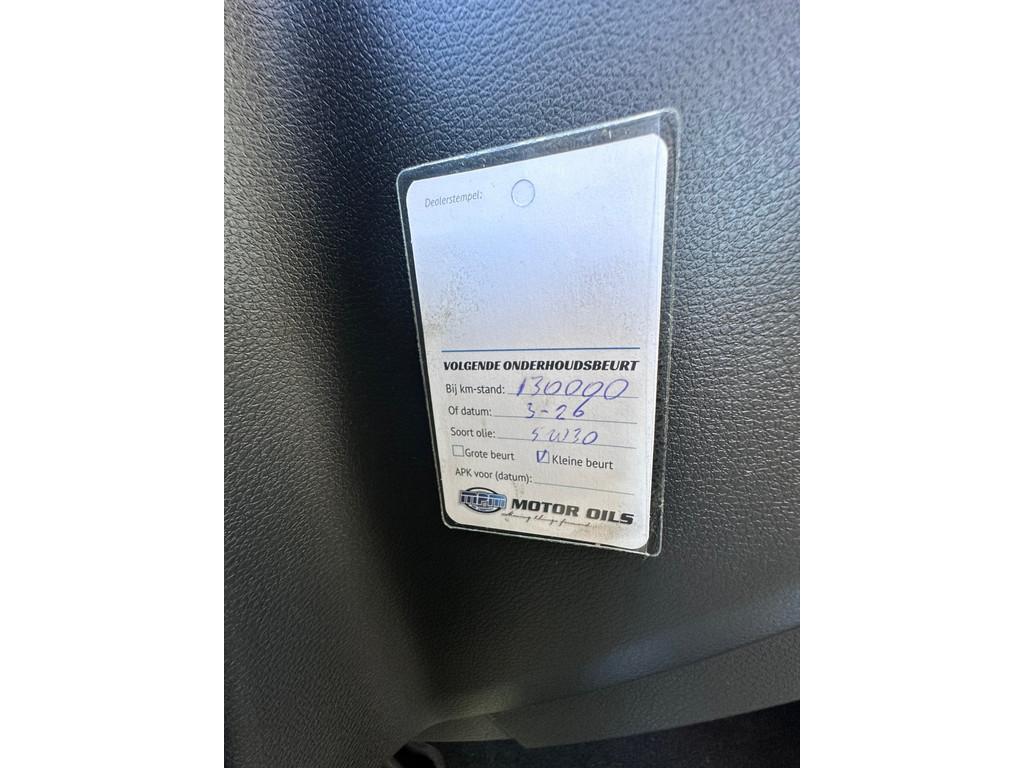 Dealerstempel:
VOLGENDE ONDERHOUDSBEURT
Bij km-stand: 130000
Of datum: 3-26
Soort olie: 5W30
Grote beurt Kleine beurt
APK voor (datum):
mpm MOTOR OILS